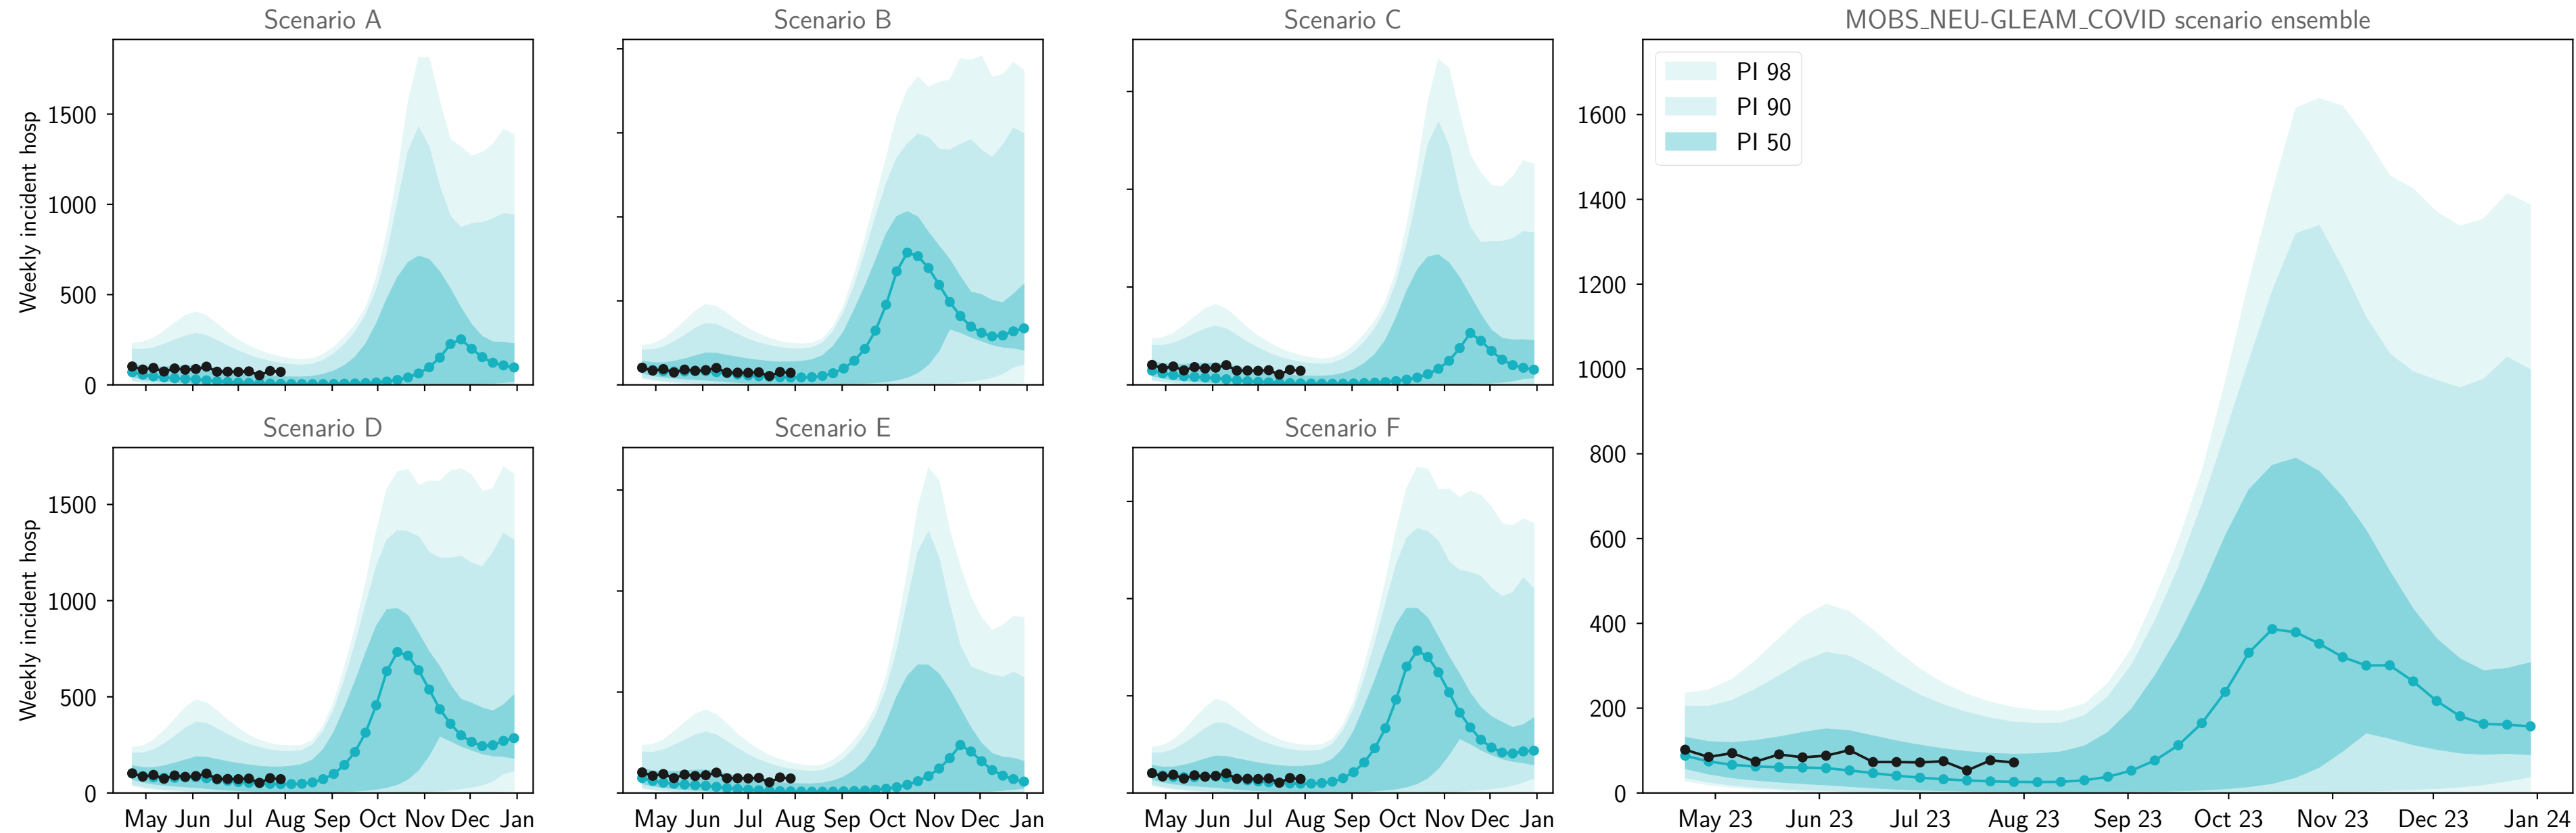 Scenario A
Scenario B
Scenario C
MOBS_NEU-GLEAM_COVID scenario ensemble
Weekly incident hosp
1500
1000
500
0
PI 98
PI 90
PI 50
1600
1400
1200
1000
800
600
400
200
0
Scenario D
Scenario E
Scenario F
Weekly incident hosp
1500
1000
500
0
May Jun Jul Aug Sep Oct Nov Dec Jan
May Jun Jul Aug Sep Oct Nov Dec Jan
May Jun Jul Aug Sep Oct Nov Dec Jan
May 23 Jun 23 Jul 23 Aug 23 Sep 23 Oct 23 Nov 23 Dec 23 Jan 24